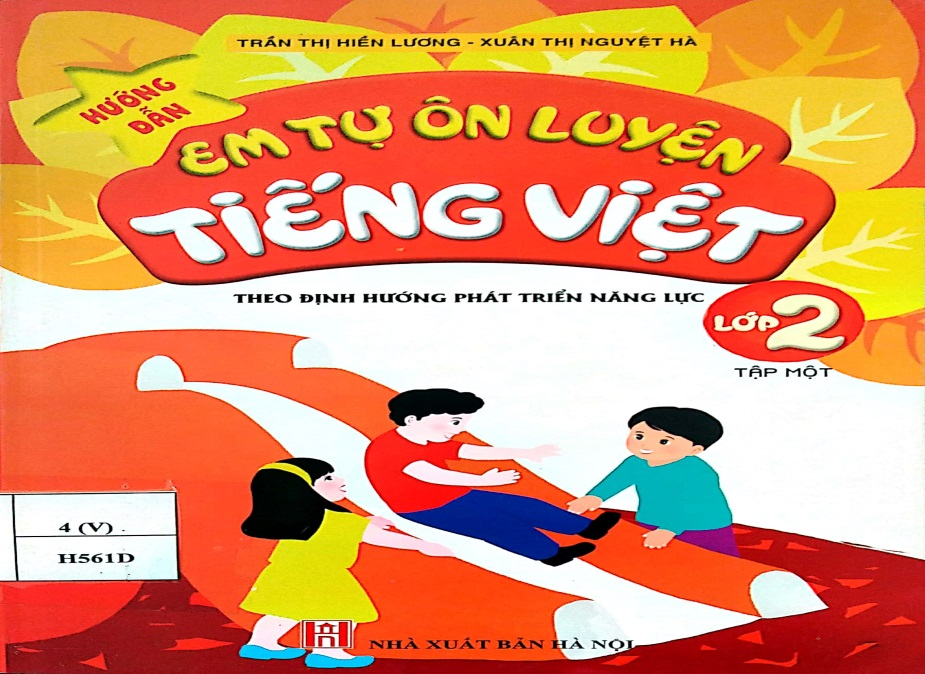 TRẦN THỊ HIỀN LƯƠNG - XUÂN THỊ NGUYỆT HÀ
HƯỚNG
DẪN
EM TỰ ÔN LUYỆN
TIẾNG VIỆT
THEO ĐỊNH HƯỚNG PHÁT TRIỂN NĂNG LỰC
LỚP 2
TẬP MỘT
4 (V)
H561D
NHÀ XUẤT BẢN HÀ NỘI